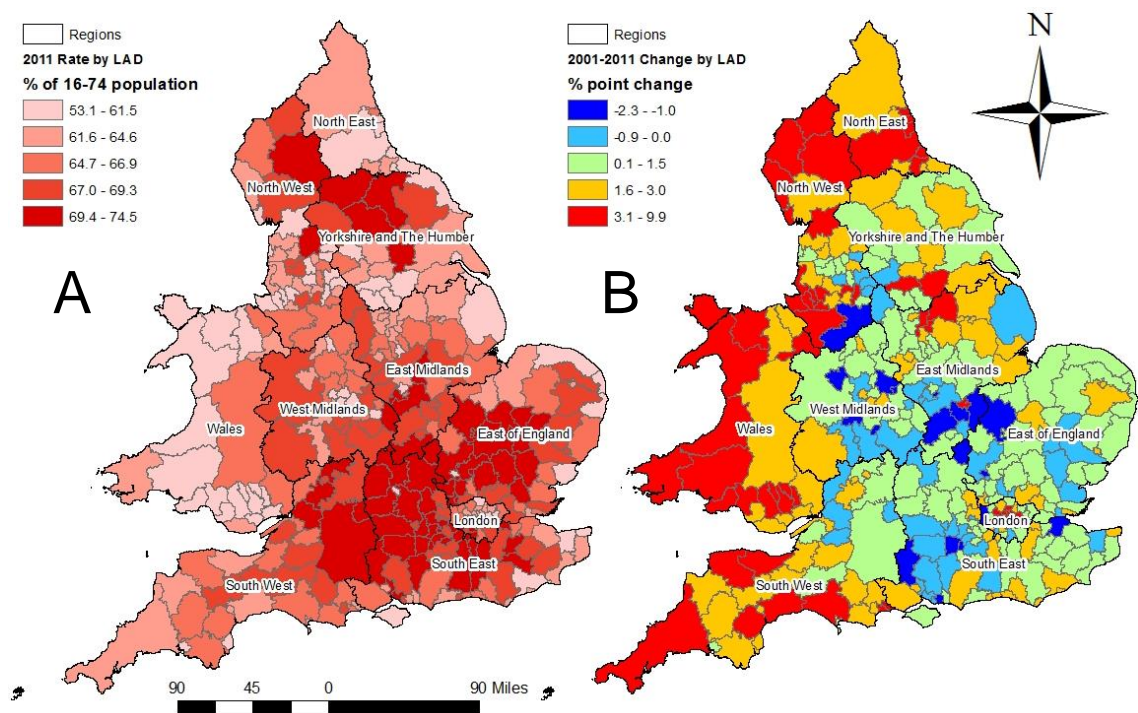 Regions
2011 Rate by LAD
% of 16-74 population
53.1 - 61.5
61.6 - 64.6
64.7 - 66.9
67.0 - 69.3
69.4 - 74.5
North East
North West
Yorkshire and The Humber
A
East Midlands
West Midlands
Wales
East of England
London
South East
South West
90 45 0 90 Miles
Regions
2001-2011 Change by LAD
% point change
-2.3 - -1.0
-0.9 - 0.0
0.1 - 1.5
1.6 - 3.0
3.1 - 9.9
N
North East
North West
Yorkshire and The Humber
B
East Midlands
West Midlands
Wales
East of England
London
South East
South West